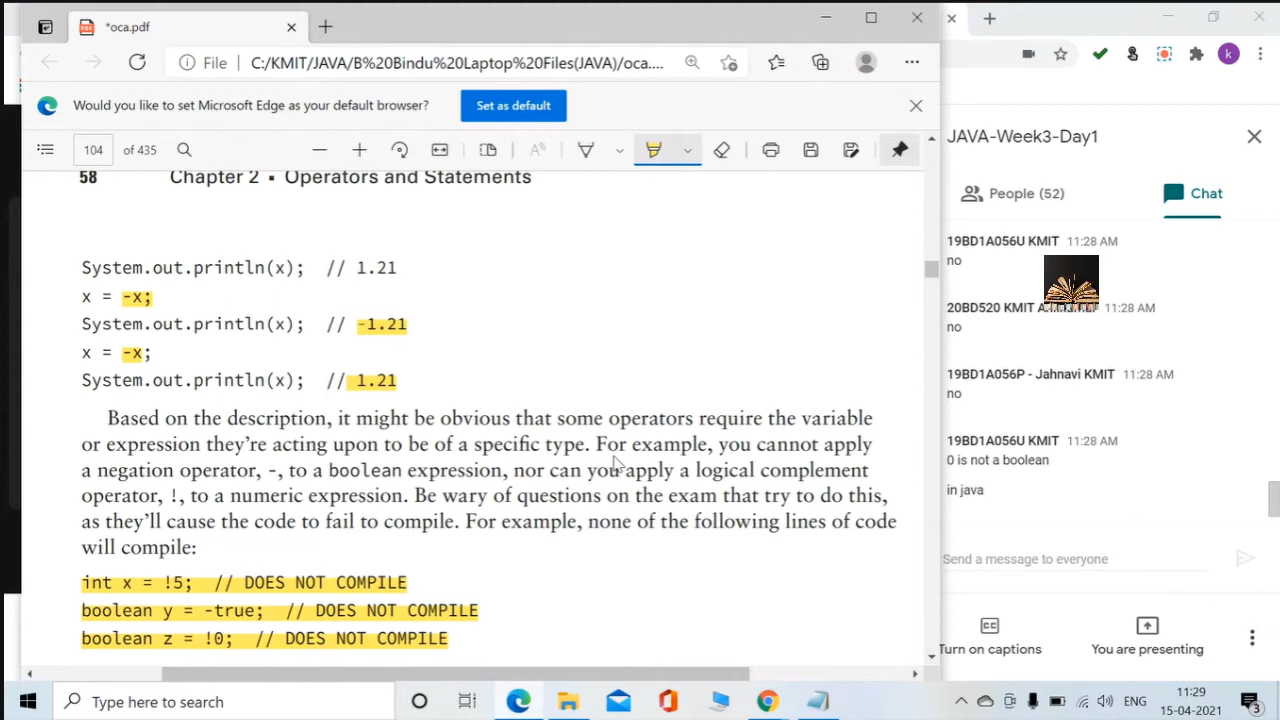 *oca.pdf
File
C:/KMIT/JAVA/B%20Bindu%20Laptop%20Files(JAVA)/oca....
k
Would you like to set Microsoft Edge as your default browser?
Set as default
104
of 435
58 Chapter 2 ▪ Operators and Statements
System.out.println(x); // 1.21
x = -x;
System.out.println(x); // -1.21
x = -x;
System.out.println(x); // 1.21
Based on the description, it might be obvious that some operators require the variable
or expression they're acting upon to be of a specific type. For example, you cannot apply
a negation operator, -, to a boolean expression, nor can you apply a logical complement
operator, !, to a numeric expression. Be wary of questions on the exam that try to do this,
as they'll cause the code to fail to compile. For example, none of the following lines of code
will compile:
int x = !5; // DOES NOT COMPILE
boolean y = -true; // DOES NOT COMPILE
boolean z = !0; // DOES NOT COMPILE
JAVA-Week3-Day1
People (52)
Chat
19BD1A056U KMIT 11:28 AM
no
20BD520 KMIT 11:28 AM
no
19BD1A056P - Jahnavi KMIT 11:28 AM
no
19BD1A056U KMIT 11:28 AM
0 is not a boolean
in java
Send a message to everyone
Turn on captions
You are presenting
Type here to search
ENG
11:29
15-04-2021
3